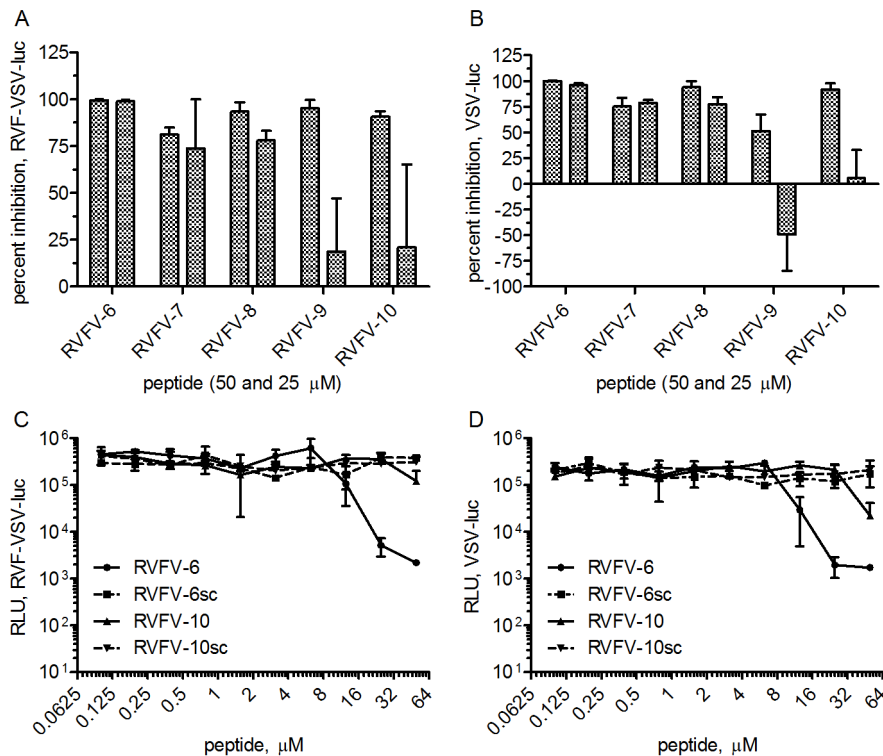 A
percent inhibition, RVF-VSV-luc
125
100
75
50
25
0
RVFV-6
RVFV-7
RVFV-8
RVFV-9
RVFV-10
peptide (50 and 25 μM)
B
percent inhibition, VSV-luc
125
100
75
50
25
0
-25
-50
-75
-100
RVFV-6
RVFV-7
RVFV-8
RVFV-9
RVFV-10
peptide (50 and 25 μM)
C
RLU, RVF-VSV-luc
10⁶
10⁵
10⁴
10³
10²
10¹
RVFV-6
RVFV-6sc
RVFV-10
RVFV-10sc
0.0625
0.125
0.25
0.5
1
2
4
8
16
32
64
peptide, μM
D
RLU, VSV-luc
10⁶
10⁵
10⁴
10³
10²
10¹
RVFV-6
RVFV-6sc
RVFV-10
RVFV-10sc
0.0625
0.125
0.25
0.5
1
2
4
8
16
32
64
peptide, μM